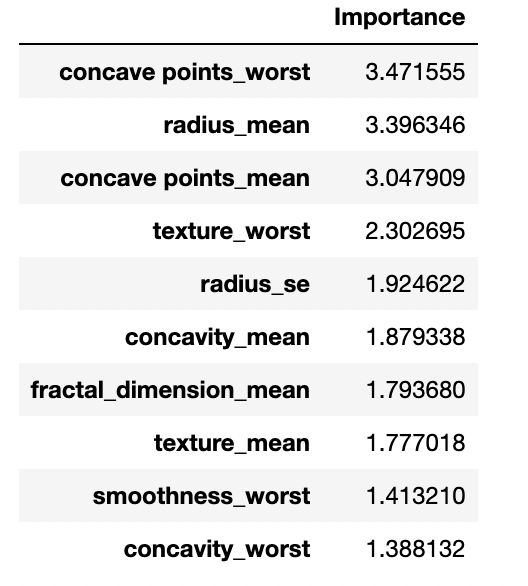 Importance
concave points_worst 3.471555
radius_mean 3.396346
concave points_mean 3.047909
texture_worst 2.302695
radius_se 1.924622
concavity_mean 1.879338
fractal_dimension_mean 1.793680
texture_mean 1.777018
smoothness_worst 1.413210
concavity_worst 1.388132